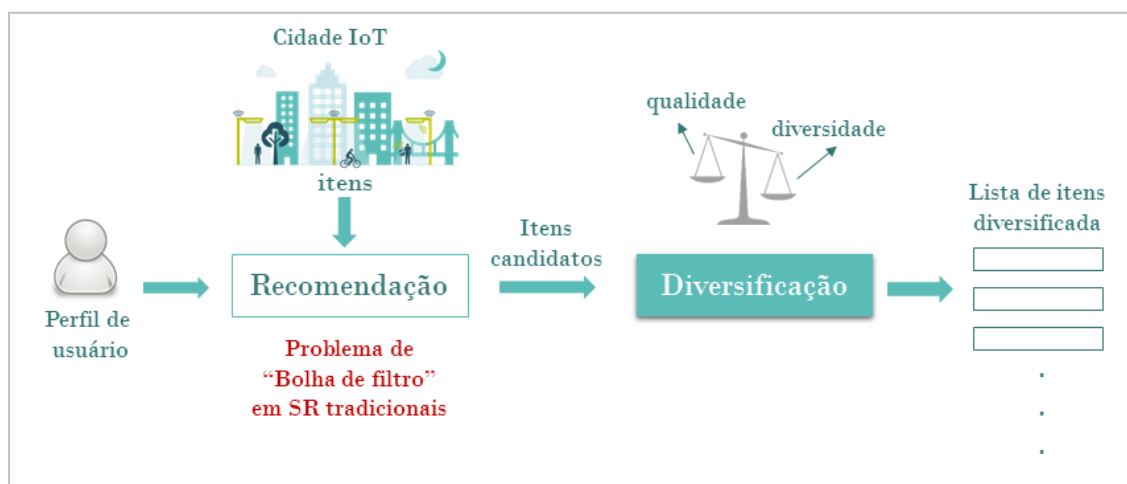 Cidade IoT
itens
qualidade
diversidade
Perfil de
usuário
Recomendação
Problema de
“Bolha de filtro”
em SR tradicionais
Itens
candidatos
Diversificação
Lista de itens
diversificada
.
.
.